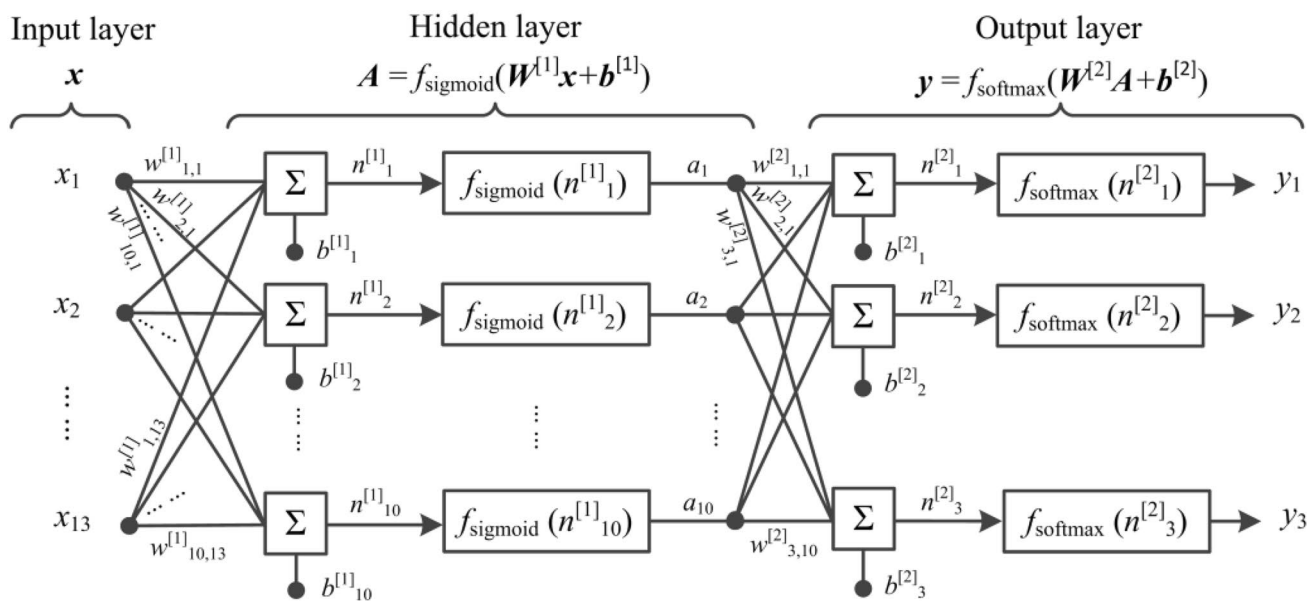 Input layer Hidden layer Output layer
x A = f_sigmoid(W^[1]x+b^[1]) y = f_softmax(W^[2]A+b^[2])
x_1 w^[1]_1,1 Σ n^[1]_1 f_sigmoid (n^[1]_1) a_1 w^[2]_1,1 Σ n^[2]_1 f_softmax (n^[2]_1) y_1
w^[1]_2,1 w^[2]_2,1
w^[1]_10,1 w^[2]_3,1
b^[1]_1 b^[2]_1
x_2 Σ n^[1]_2 f_sigmoid (n^[1]_2) a_2 Σ n^[2]_2 f_softmax (n^[2]_2) y_2
b^[1]_2 b^[2]_2
w^[1]_1,13
x_13 Σ n^[1]_10 f_sigmoid (n^[1]_10) a_10 Σ n^[2]_3 f_softmax (n^[2]_3) y_3
w^[1]_10,13 w^[2]_3,10
b^[1]_10 b^[2]_3